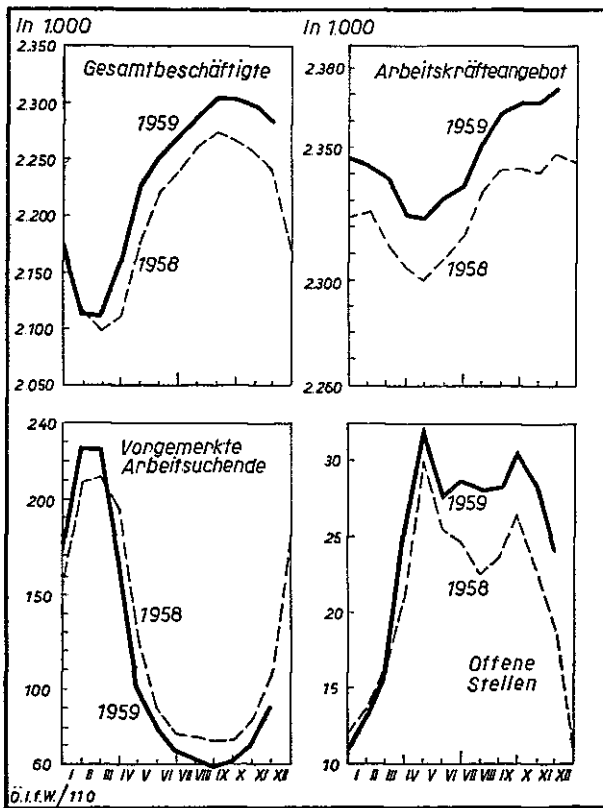 In 1.000
2.350
2.300
2.250
2.200
2.150
2.100
2.050
Gesamtbeschäftigte
1959
1958
In 1.000
2.380
2.350
2.300
2.260
Arbeitskräfteangebot
1959
1958
240
200
150
100
60
Vorgemerkte
Arbeitsuchende
1958
1959
I II III IV V VI VII VIII IX X XI XII
30
25
20
15
10
1959
1958
Offene
Stellen
I II III IV V VI VII VIII IX X XI XII
Ö.I.f.W./110